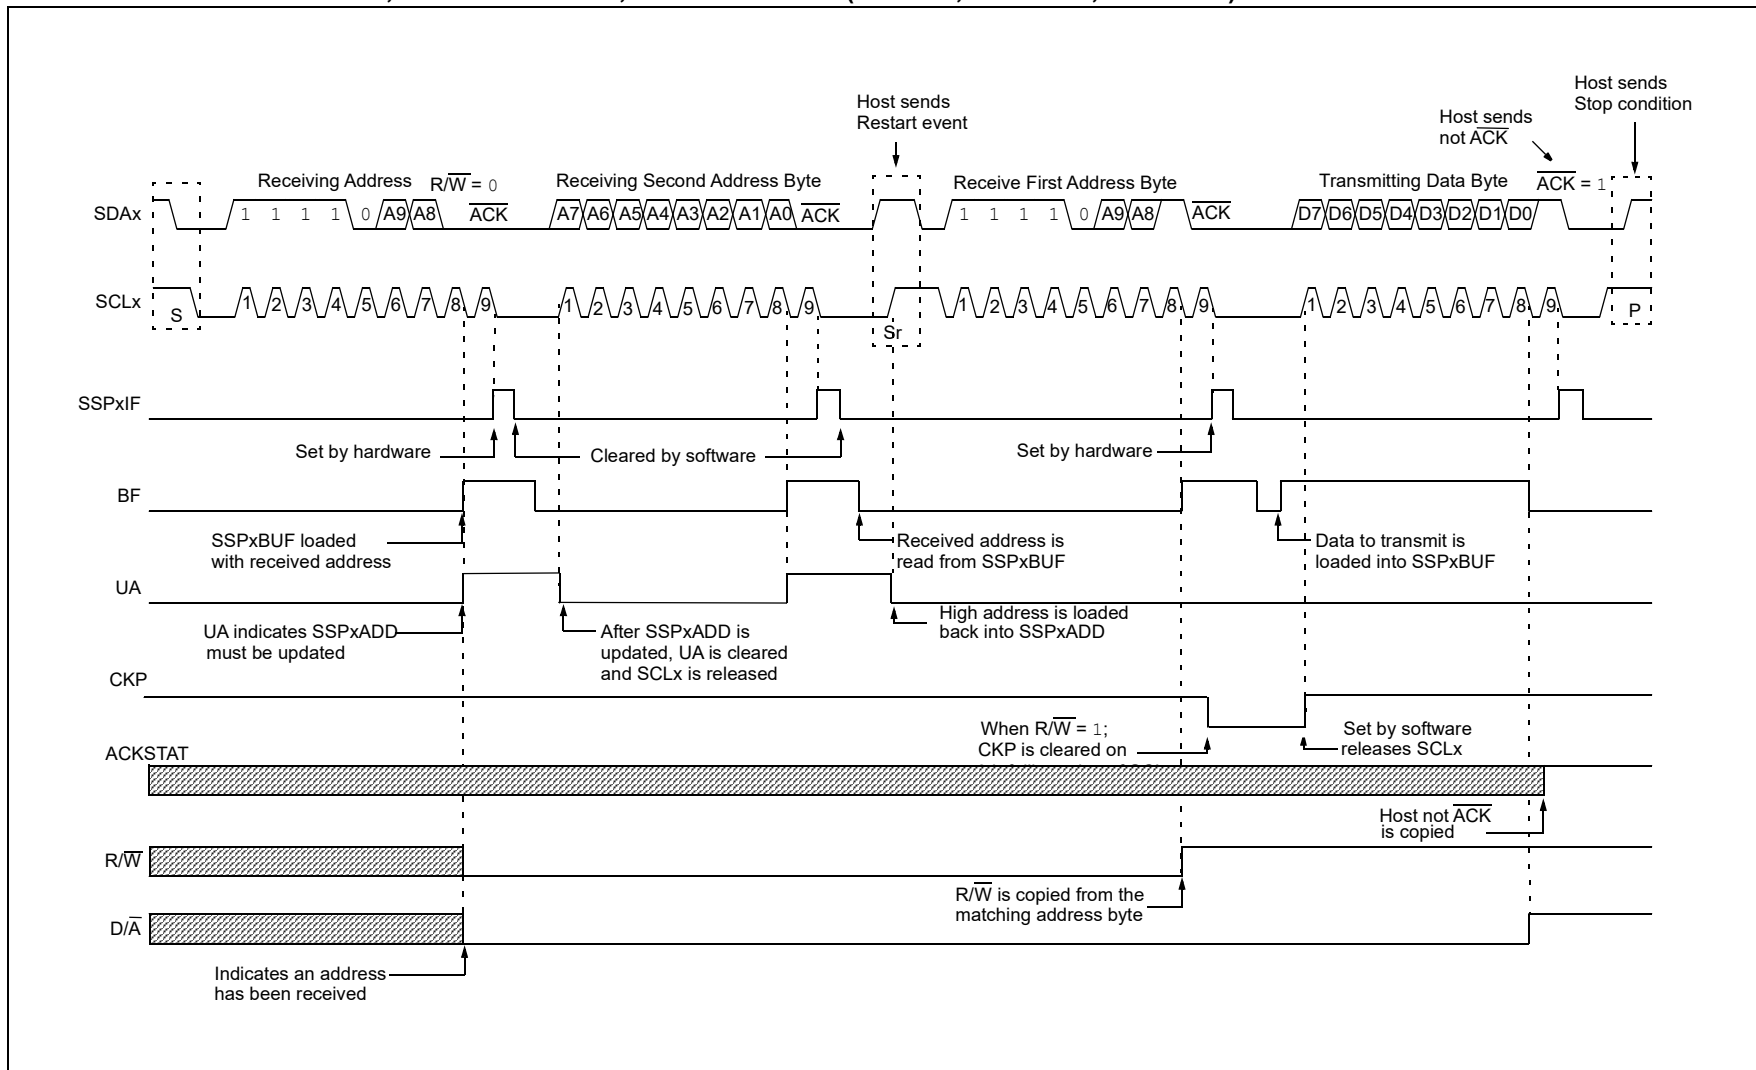 Host sends
Stop condition
Host sends
Restart event
Host sends
not A̅C̅K̅
Receiving Address R/W̅ = 0
Receiving Second Address Byte
Receive First Address Byte
Transmitting Data Byte A̅C̅K̅ = 1
SDAx 1 1 1 1 0 A9 A8 A̅C̅K̅ A7 A6 A5 A4 A3 A2 A1 A0 A̅C̅K̅ 1 1 1 1 0 A9 A8 A̅C̅K̅ D7 D6 D5 D4 D3 D2 D1 D0
SCLx S 1 2 3 4 5 6 7 8 9 1 2 3 4 5 6 7 8 9 Sr 1 2 3 4 5 6 7 8 9 1 2 3 4 5 6 7 8 9 P
SSPxIF
Set by hardware
Cleared by software
Set by hardware
BF
SSPxBUF loaded
with received address
Received address is
read from SSPxBUF
Data to transmit is
loaded into SSPxBUF
UA
UA indicates SSPxADD
must be updated
After SSPxADD is
updated, UA is cleared
and SCLx is released
High address is loaded
back into SSPxADD
CKP
When R/W̅ = 1;
CKP is cleared on
Set by software
releases SCLx
ACKSTAT
Host not A̅C̅K̅
is copied
R/W̅
R/W̅ is copied from the
matching address byte
D/A̅
Indicates an address
has been received